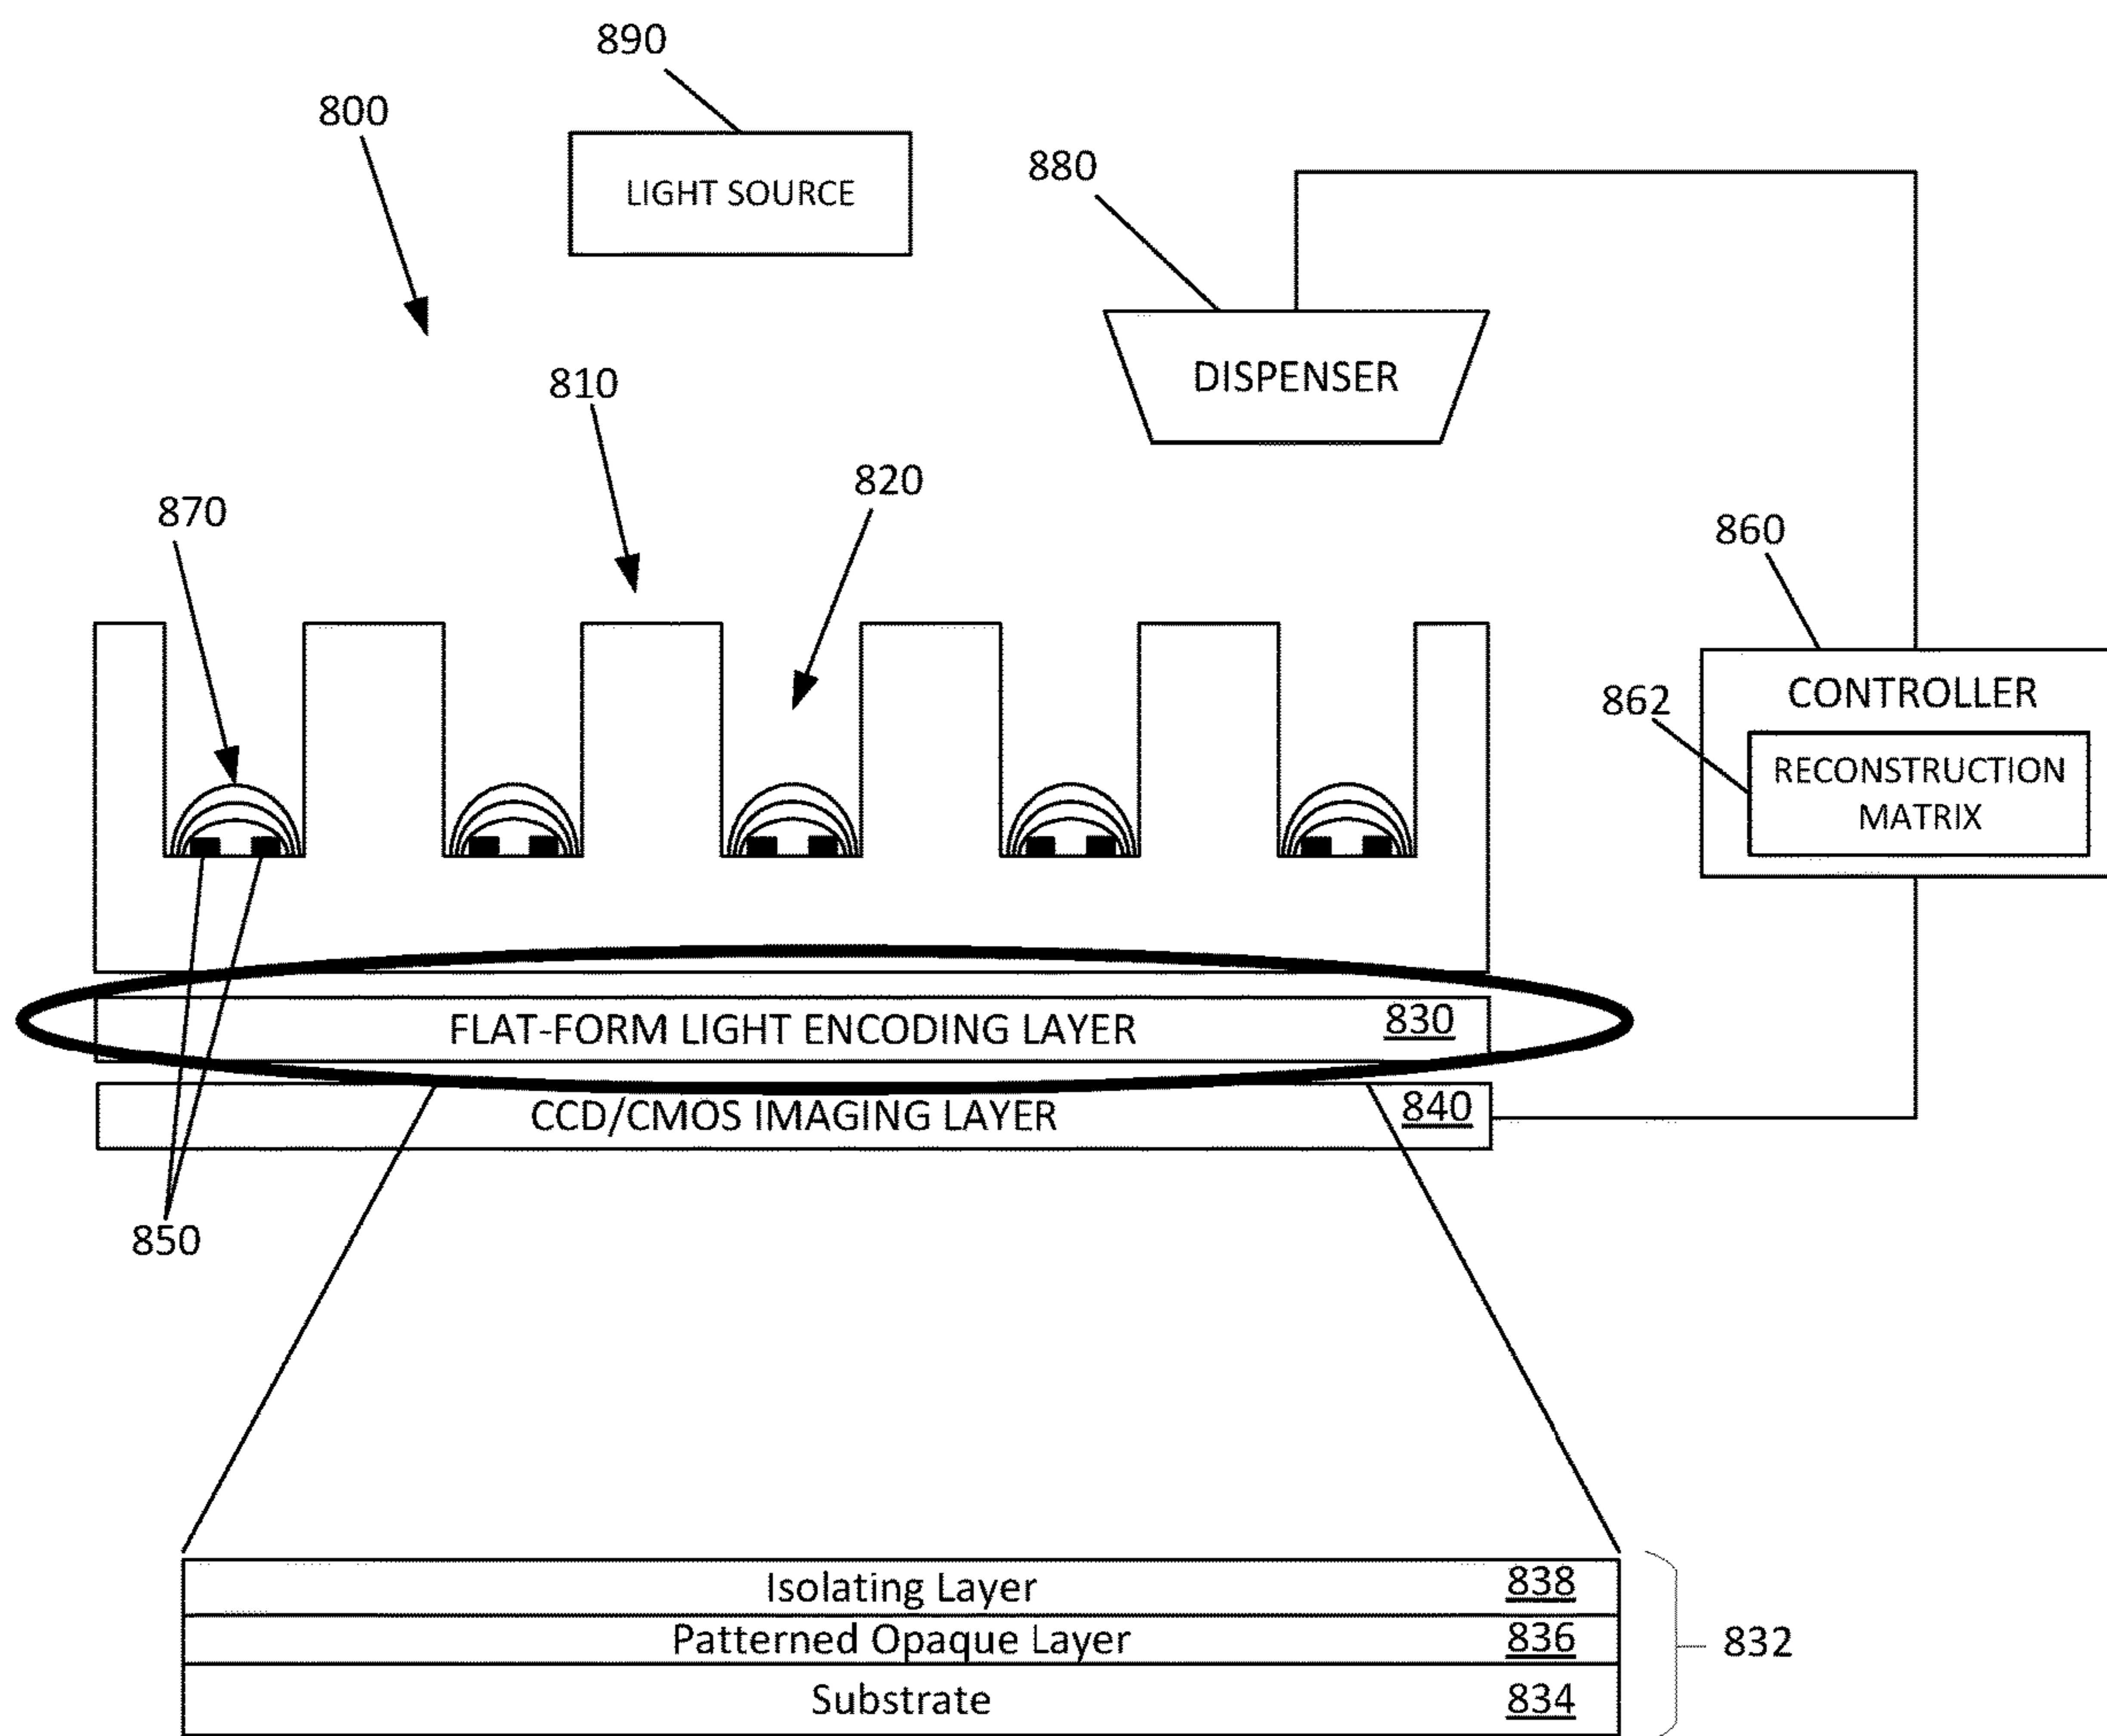 890
800
LIGHT SOURCE
880
DISPENSER
810
820
870
860
CONTROLLER
862
RECONSTRUCTION
MATRIX
FLAT-FORM LIGHT ENCODING LAYER 830
CCD/CMOS IMAGING LAYER 840
850
Isolating Layer 838
Patterned Opaque Layer 836
832
Substrate 834